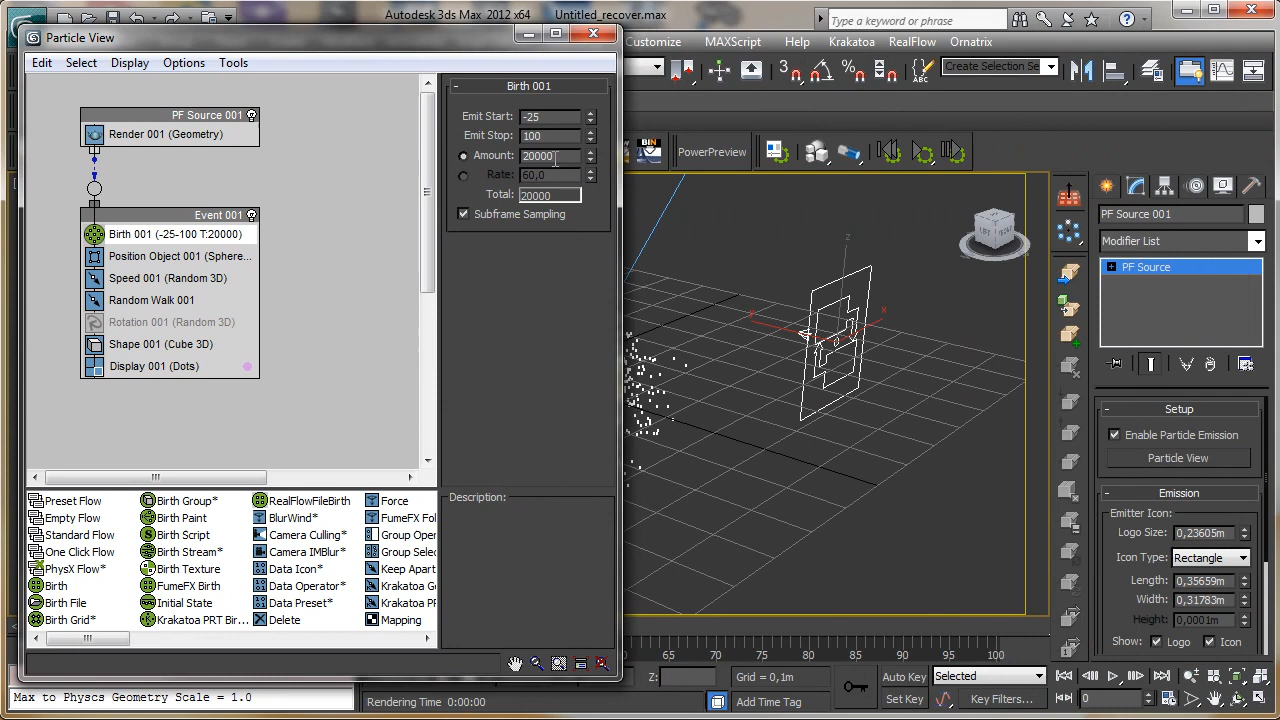 Autodesk 3ds Max 2012 x64
Untitled_recover.max
Type a keyword or phrase
Particle View
Customize
MAXScript
Help
Krakatoa
RealFlow
Ornatrix
Edit
Select
Display
Options
Tools
3
Create Selection Se
PF Source 001
Render 001 (Geometry)
Event 001
Birth 001 (-25-100 T:20000)
Position Object 001 (Sphere...
Speed 001 (Random 3D)
Random Walk 001
Rotation 001 (Random 3D)
Shape 001 (Cube 3D)
Display 001 (Dots)
- Birth 001
Emit Start: -25
Emit Stop: 100
Amount: 20000
Rate: 60,0
Total: 20000
Subframe Sampling
BIN
PowerPreview
z
x
y
LEFT
FRONT
PF Source 001
Modifier List
PF Source
- Setup
Enable Particle Emission
Particle View
- Emission
Emitter Icon:
Logo Size: 0,23605m
Icon Type: Rectangle
Length: 0,35659m
Width: 0,31783m
Height: 0,0001m
Show: Logo Icon
Preset Flow
Empty Flow
Standard Flow
One Click Flow
PhysX Flow*
Birth
Birth File
Birth Grid*
Birth Group*
Birth Paint
Birth Script
Birth Stream*
Birth Texture
FumeFX Birth
Initial State
Krakatoa PRT Bir...
RealFlowFileBirth
BlurWind*
Camera Culling*
Camera IMBlur*
Data Icon*
Data Operator*
Data Preset*
Delete
Force
FumeFX Fol
Group Oper
Group Selec
Keep Apart
Krakatoa
Krakatoa PR
Mapping
Description:
65
70
75
80
85
90
95
100
Z:
Grid = 0,1m
Auto Key
Selected
Set Key
Key Filters...
0
Max to Physcs Geometry Scale = 1.0
Rendering Time 0:00:00
Add Time Tag